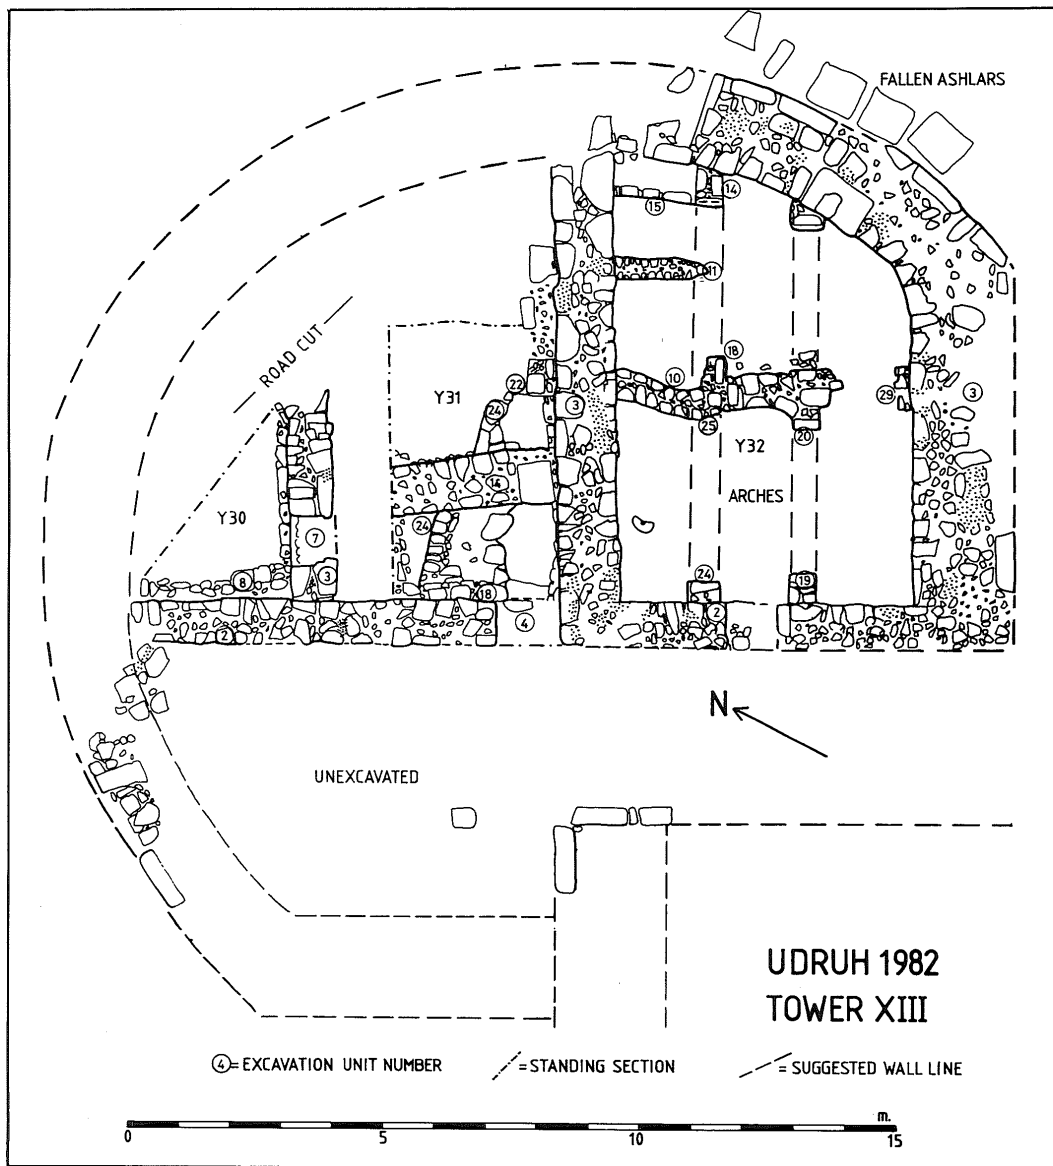 FALLEN ASHLARS
14
15
11
ROAD CUT
18
26
22
10
3
29
3
Y31
24
25
Y32
20
14
ARCHES
Y30
24
7
8
3
18
24
19
2
4
2
N
UNEXCAVATED
UDRUH 1982
TOWER XIII
4 = EXCAVATION UNIT NUMBER
= STANDING SECTION
= SUGGESTED WALL LINE
m.
0
5
10
15